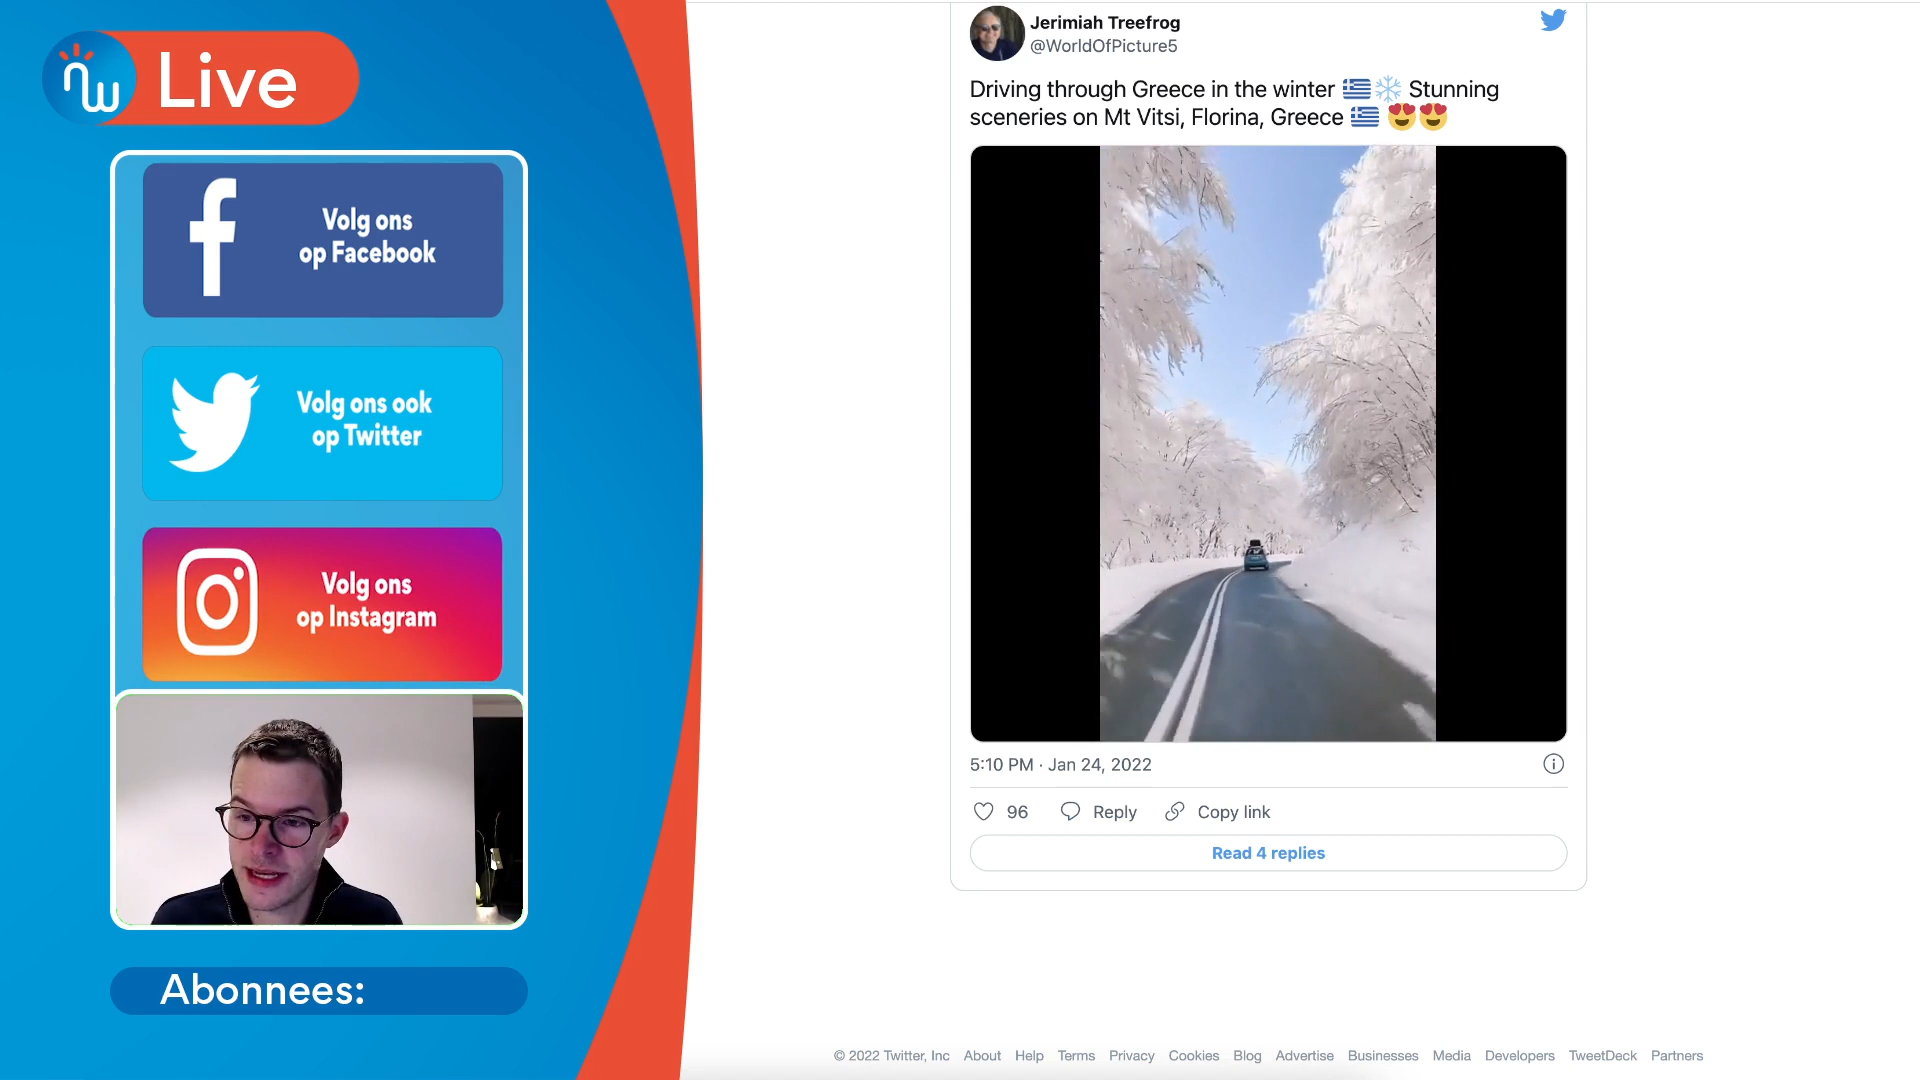 nw Live
Volg ons
op Facebook
Volg ons ook
op Twitter
Volg ons
op Instagram
Abonnees:
Jerimiah Treefrog
@WorldOfPicture5
Driving through Greece in the winter 🇬🇷❄️ Stunning
sceneries on Mt Vitsi, Florina, Greece 🇬🇷 😍😍
5:10 PM · Jan 24, 2022
96 Reply Copy link
Read 4 replies
© 2022 Twitter, Inc About Help Terms Privacy Cookies Blog Advertise Businesses Media Developers TweetDeck Partners